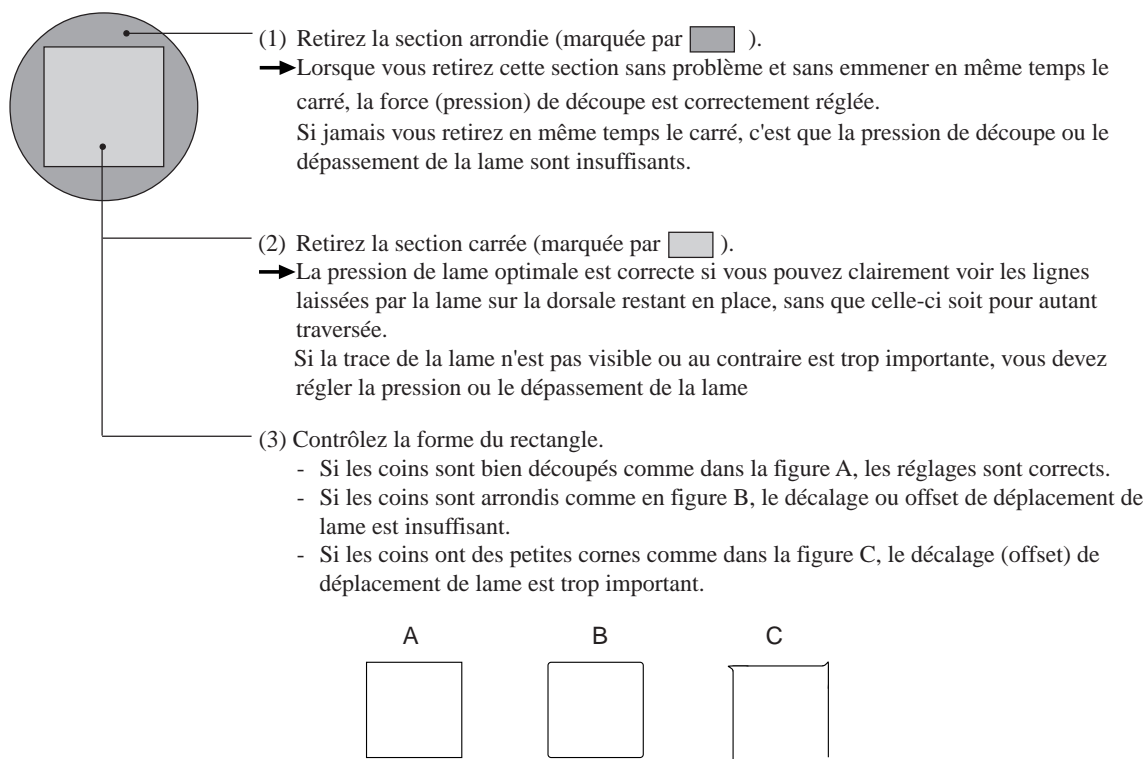 (1) Retirez la section arrondie (marquée par ).
Lorsque vous retirez cette section sans problème et sans emmener en même temps le
carré, la force (pression) de découpe est correctement réglée.
Si jamais vous retirez en même temps le carré, c'est que la pression de découpe ou le
dépassement de la lame sont insuffisants.
(2) Retirez la section carrée (marquée par ).
La pression de lame optimale est correcte si vous pouvez clairement voir les lignes
laissées par la lame sur la dorsale restant en place, sans que celle-ci soit pour autant
traversée.
Si la trace de la lame n'est pas visible ou au contraire est trop importante, vous devez
régler la pression ou le dépassement de la lame
(3) Contrôlez la forme du rectangle.
- Si les coins sont bien découpés comme dans la figure A, les réglages sont corrects.
- Si les coins sont arrondis comme en figure B, le décalage ou offset de déplacement de
lame est insuffisant.
- Si les coins ont des petites cornes comme dans la figure C, le décalage (offset) de
déplacement de lame est trop important.
A B C